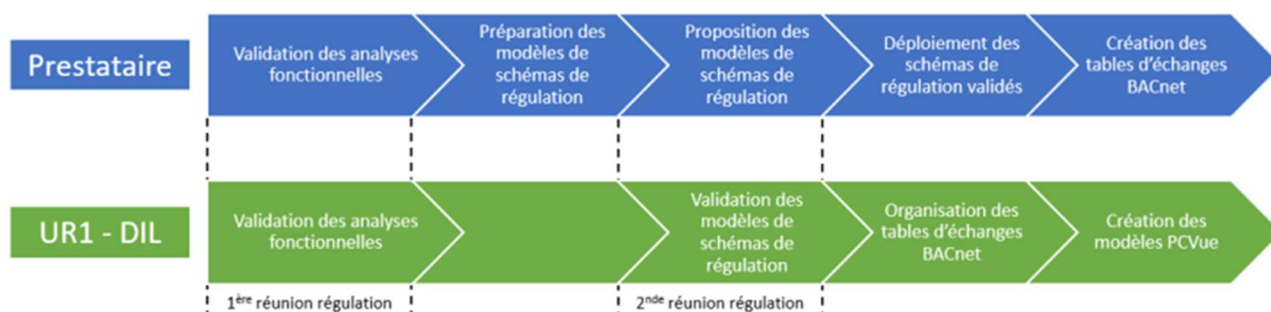 Prestataire
Validation des analyses
fonctionnelles
Préparation des
modèles de
schémas de
régulation
Proposition des
modèles de
schémas de
régulation
Déploiement des
schémas de
régulation validés
Création des
tables d'échanges
BACnet
UR1 - DIL
Validation des analyses
fonctionnelles
Validation des
modèles de
schémas de
régulation
Organisation des
tables d'échanges
BACnet
Création des
modèles PCVue
1ère réunion régulation
2nde réunion régulation